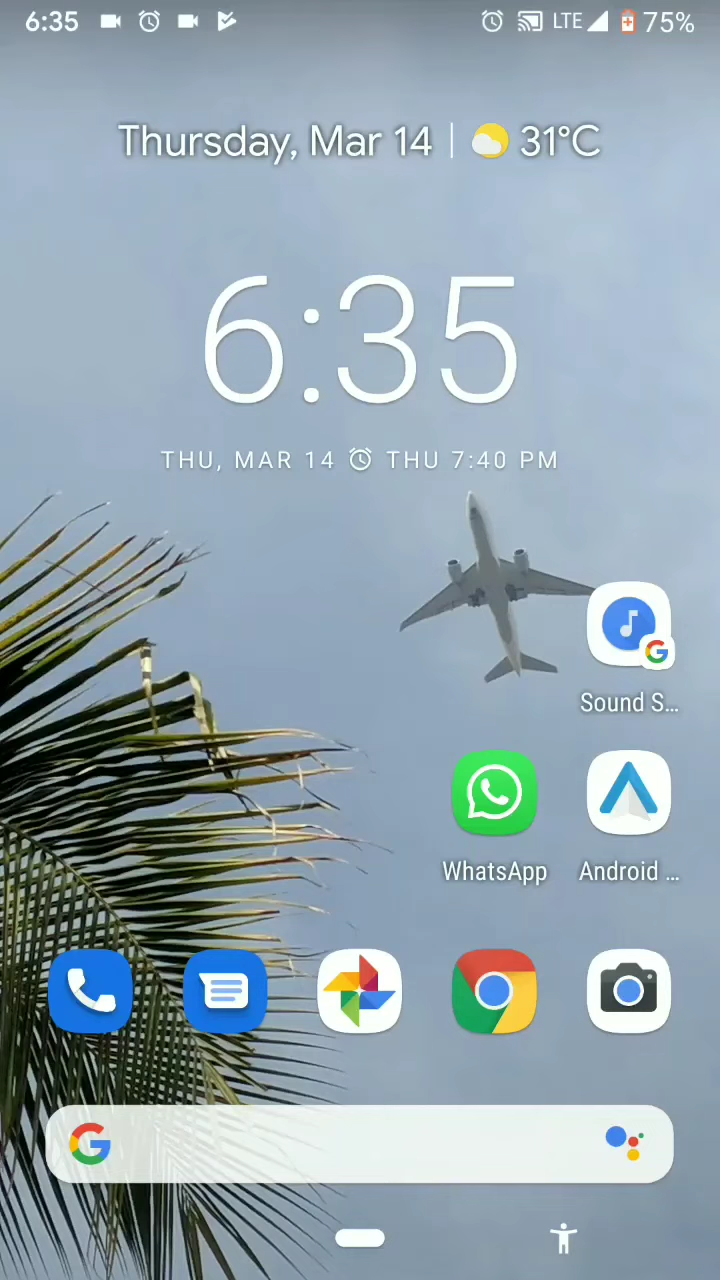 6:35 LTE 75%
Thursday, Mar 14 31°C
6:35
THU, MAR 14 THU 7:40 PM
Sound S...
WhatsApp Android ...